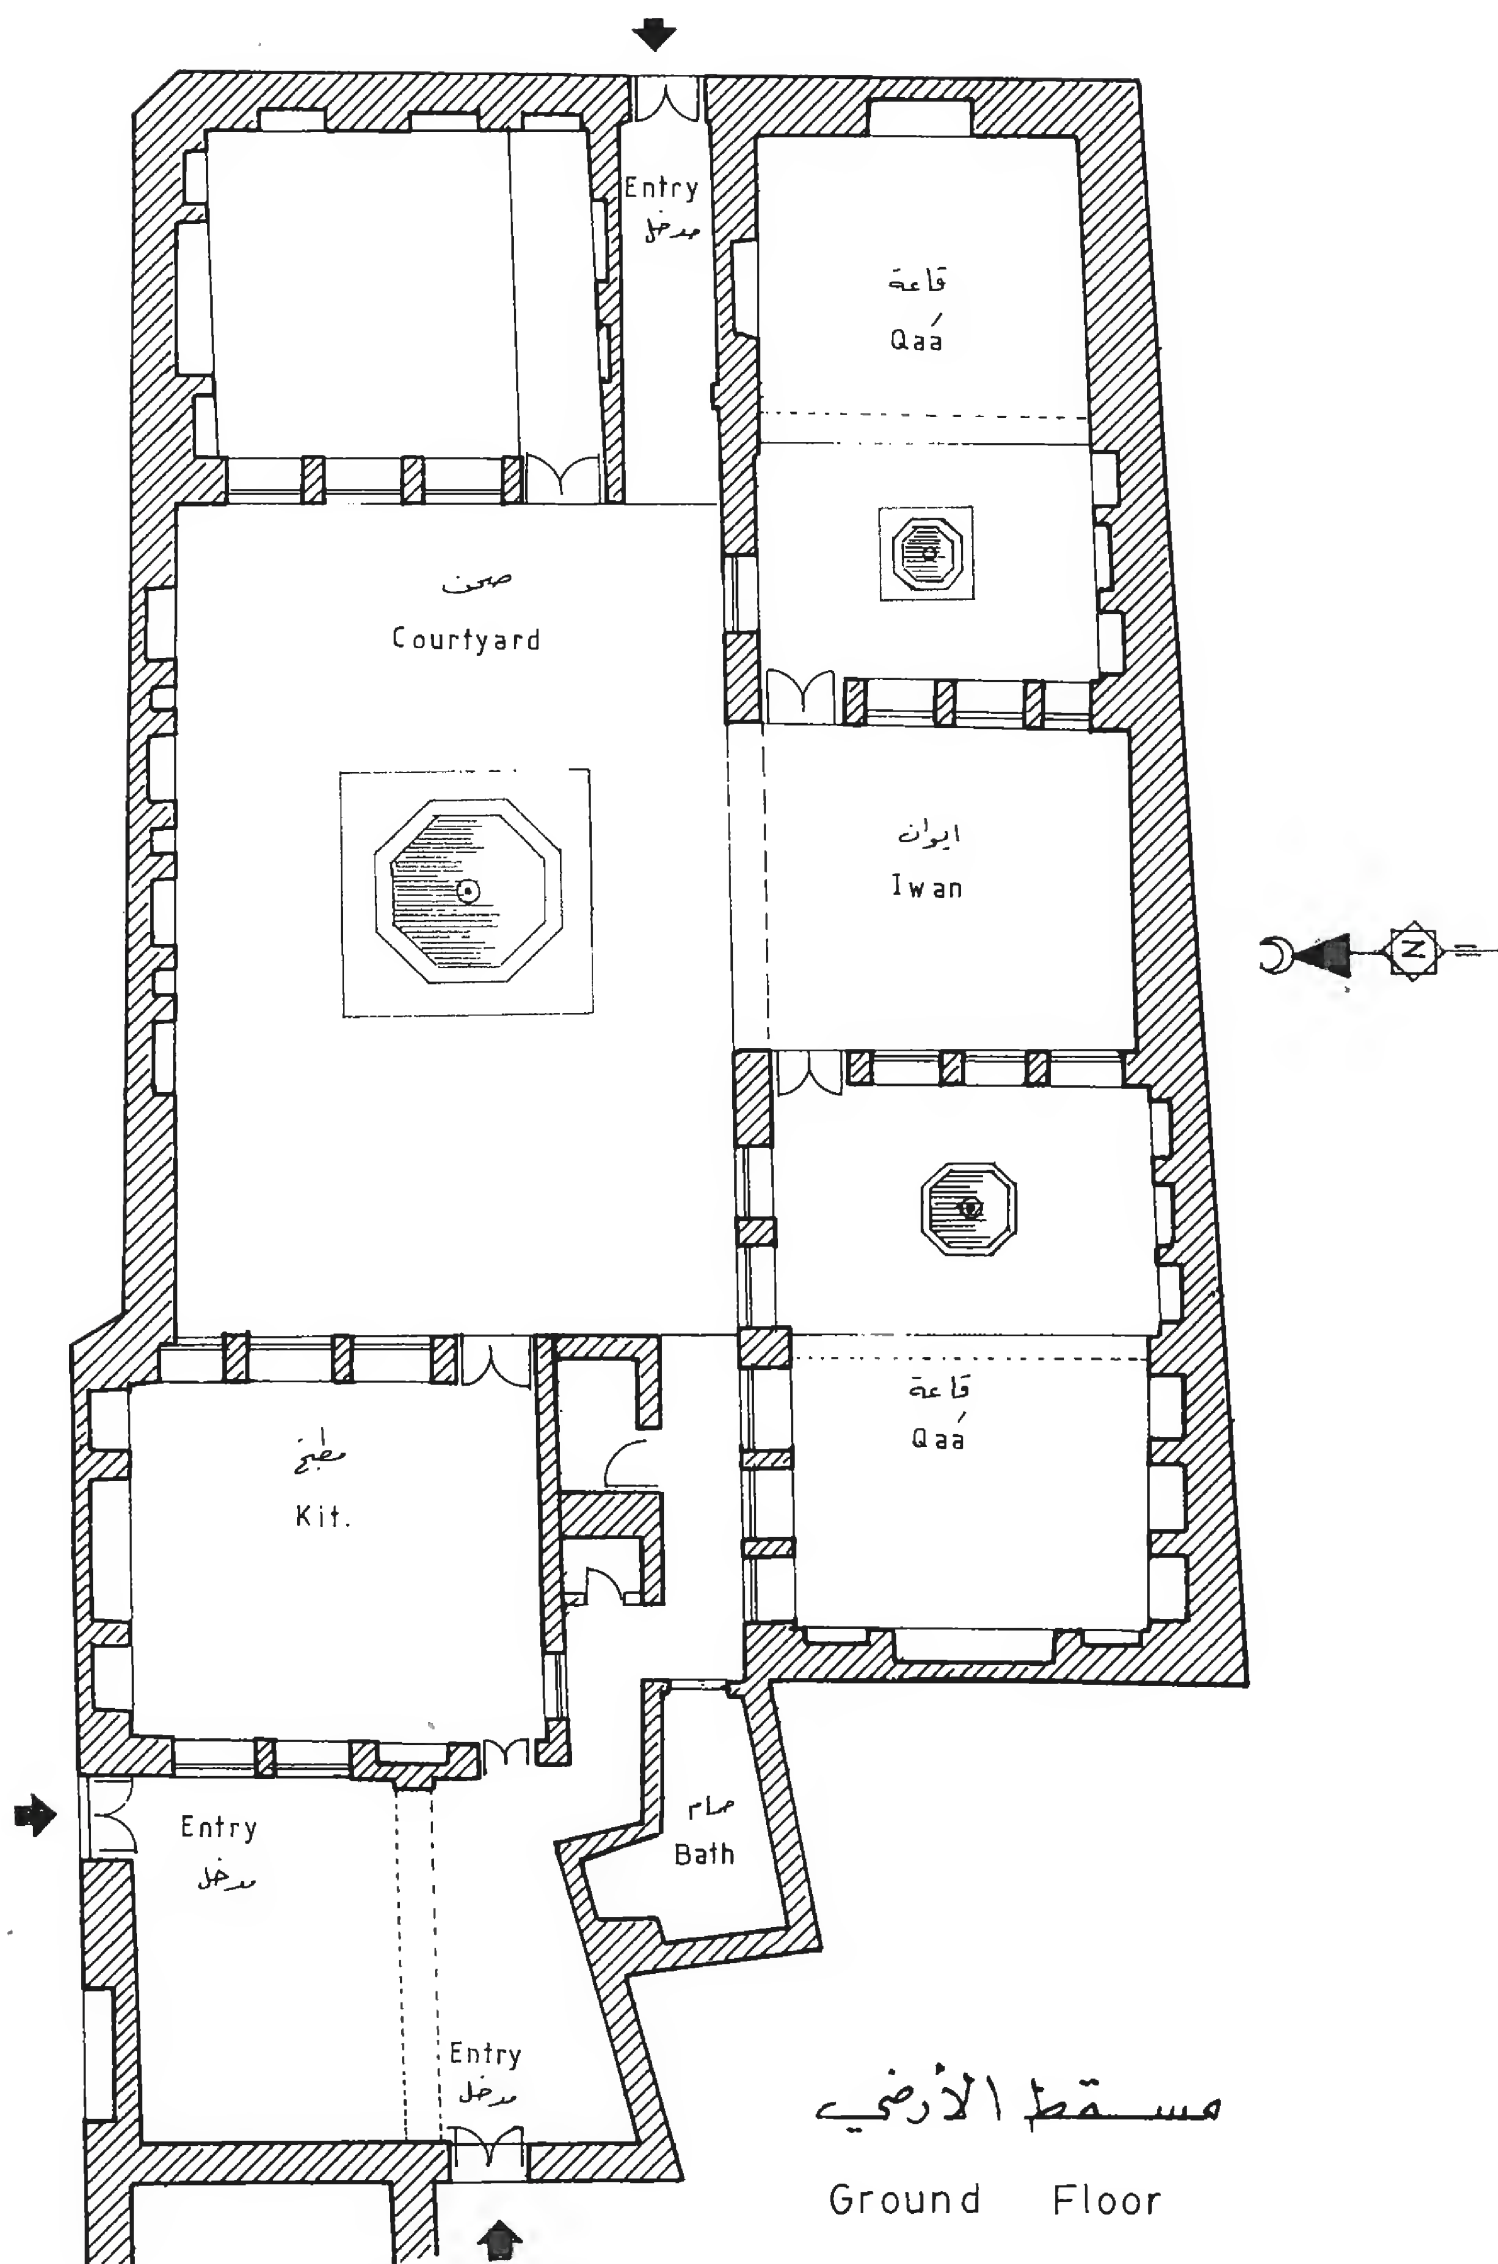 Entry
مدخل
قاعة
Qaá
صحن
Courtyard
ايوان
Iwan
N
قاعة
Qaá
مطبخ
Kit.
حمام
Bath
Entry
مدخل
Entry
مدخل
مسقط الأرضي
Ground Floor